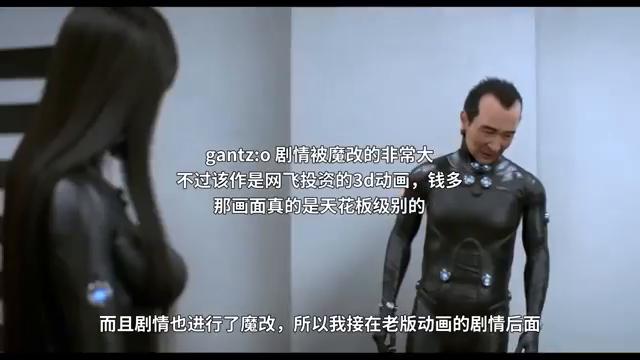 gantz:o 剧情被魔改的非常大
不过该作是网飞投资的3d动画，钱多
那画面真的是天花板级别的
而且剧情也进行了魔改，所以我接在老版动画的剧情后面